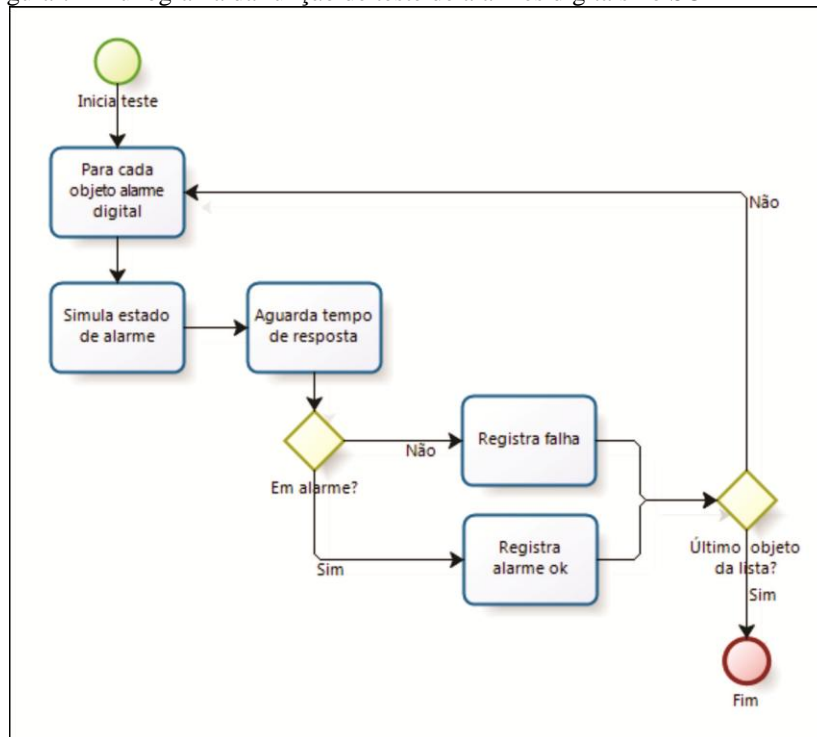 Inicia teste
Para cada
objeto alarme
digital
Não
Simula estado
de alarme
Aguarda tempo
de resposta
Em alarme?
Não
Registra falha
Sim
Registra
alarme ok
Último objeto
da lista?
Sim
Fim